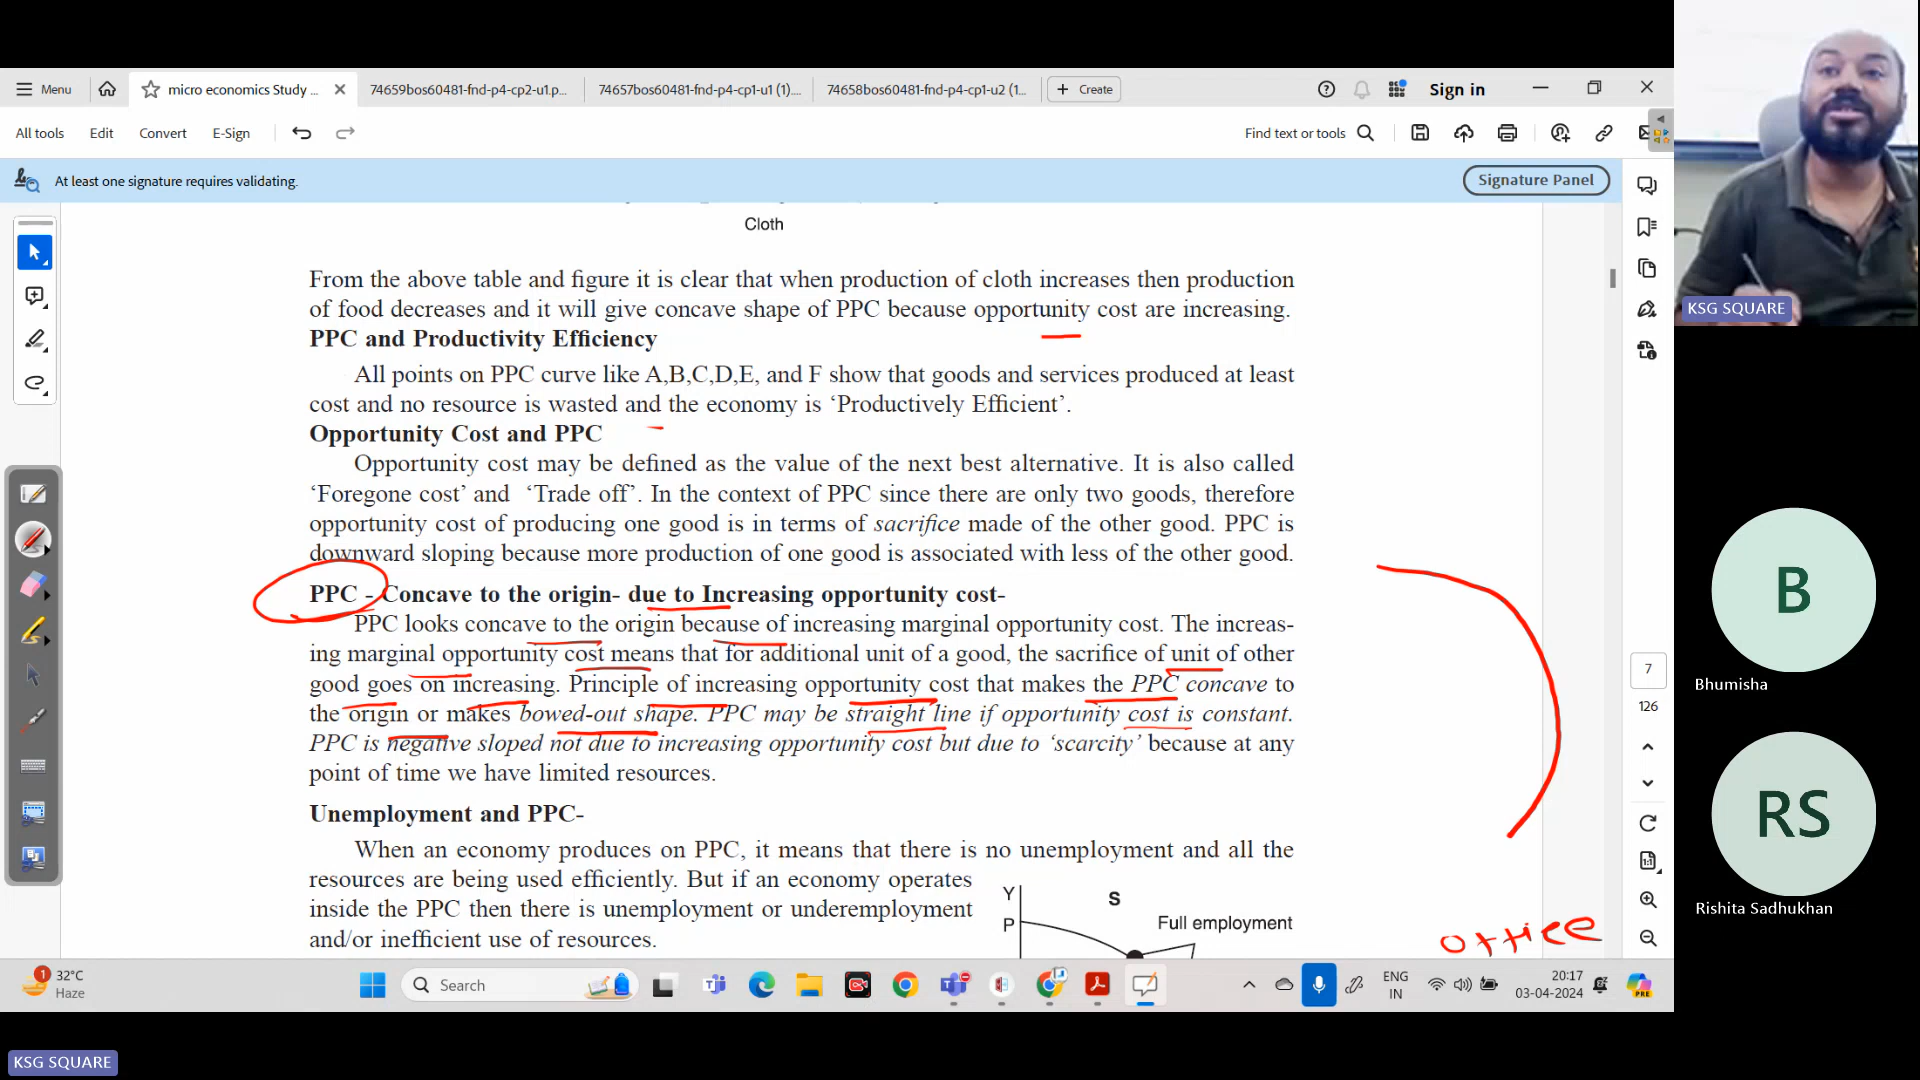 Menu
micro economics Study ...
74659bos60481-fnd-p4-cp2-u1.p...
74657bos60481-fnd-p4-cp1-u1 (1)....
74658bos60481-fnd-p4-cp1-u2 (1...
Create
Sign in
All tools
Edit
Convert
E-Sign
Find text or tools
At least one signature requires validating.
Signature Panel
Cloth
From the above table and figure it is clear that when production of cloth increases then production
of food decreases and it will give concave shape of PPC because opportunity cost are increasing.
PPC and Productivity Efficiency
All points on PPC curve like A,B,C,D,E, and F show that goods and services produced at least
cost and no resource is wasted and the economy is ‘Productively Efficient’.
Opportunity Cost and PPC
Opportunity cost may be defined as the value of the next best alternative. It is also called
‘Foregone cost’ and ‘Trade off’. In the context of PPC since there are only two goods, therefore
opportunity cost of producing one good is in terms of sacrifice made of the other good. PPC is
downward sloping because more production of one good is associated with less of the other good.
PPC - Concave to the origin- due to Increasing opportunity cost-
PPC looks concave to the origin because of increasing marginal opportunity cost. The increas-
ing marginal opportunity cost means that for additional unit of a good, the sacrifice of unit of other
good goes on increasing. Principle of increasing opportunity cost that makes the PPC concave to
the origin or makes bowed-out shape. PPC may be straight line if opportunity cost is constant.
PPC is negative sloped not due to increasing opportunity cost but due to ‘scarcity’ because at any
point of time we have limited resources.
Unemployment and PPC-
When an economy produces on PPC, it means that there is no unemployment and all the
resources are being used efficiently. But if an economy operates
inside the PPC then there is unemployment or underemployment
and/or inefficient use of resources.
Y
S
P
Full employment
office
7
126
KSG SQUARE
B
Bhumisha
RS
Rishita Sadhukhan
1
32°C
Haze
Search
ENG
IN
20:17
03-04-2024
PRE
KSG SQUARE